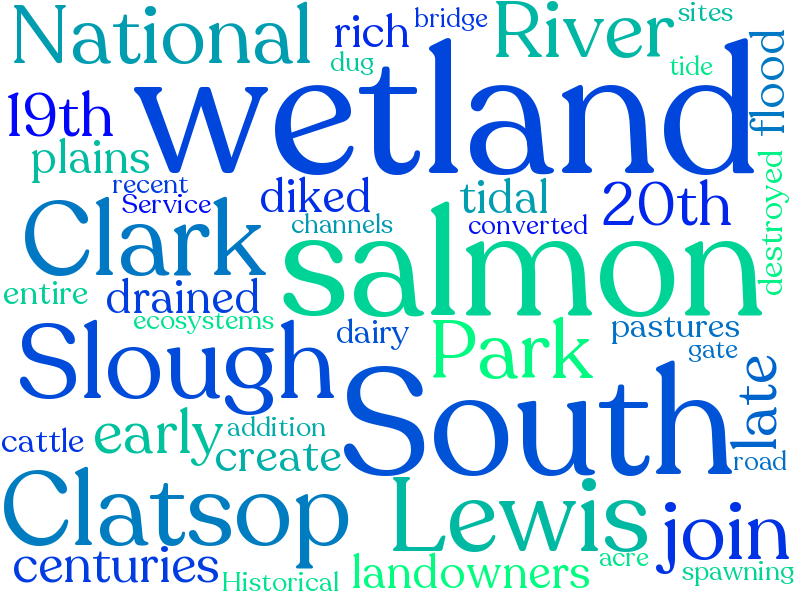 National
rich
bridge
River
sites
dug
tide
flood
19th
wetland
plains
recent
Service
diked
tidal
20th
destroyed
channels
converted
Clark
salmon
entire
drained
ecosystems
dairy
Park
pastures
gate
Slough
South
late
cattle
early
addition
create
road
Clatsop
Lewis
join
centuries
Historical
landowners
acre
spawning